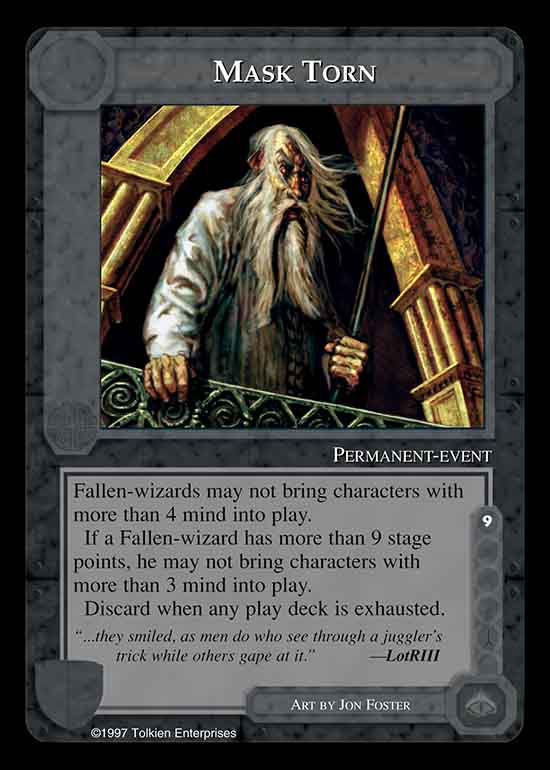 Mask Torn
Permanent-event
Fallen-wizards may not bring characters with
more than 4 mind into play.
If a Fallen-wizard has more than 9 stage
points, he may not bring characters with
more than 3 mind into play.
Discard when any play deck is exhausted.
9
“...they smiled, as men do who see through a juggler’s
trick while others gape at it.” —LotRIII
Art by Jon Foster
©1997 Tolkien Enterprises